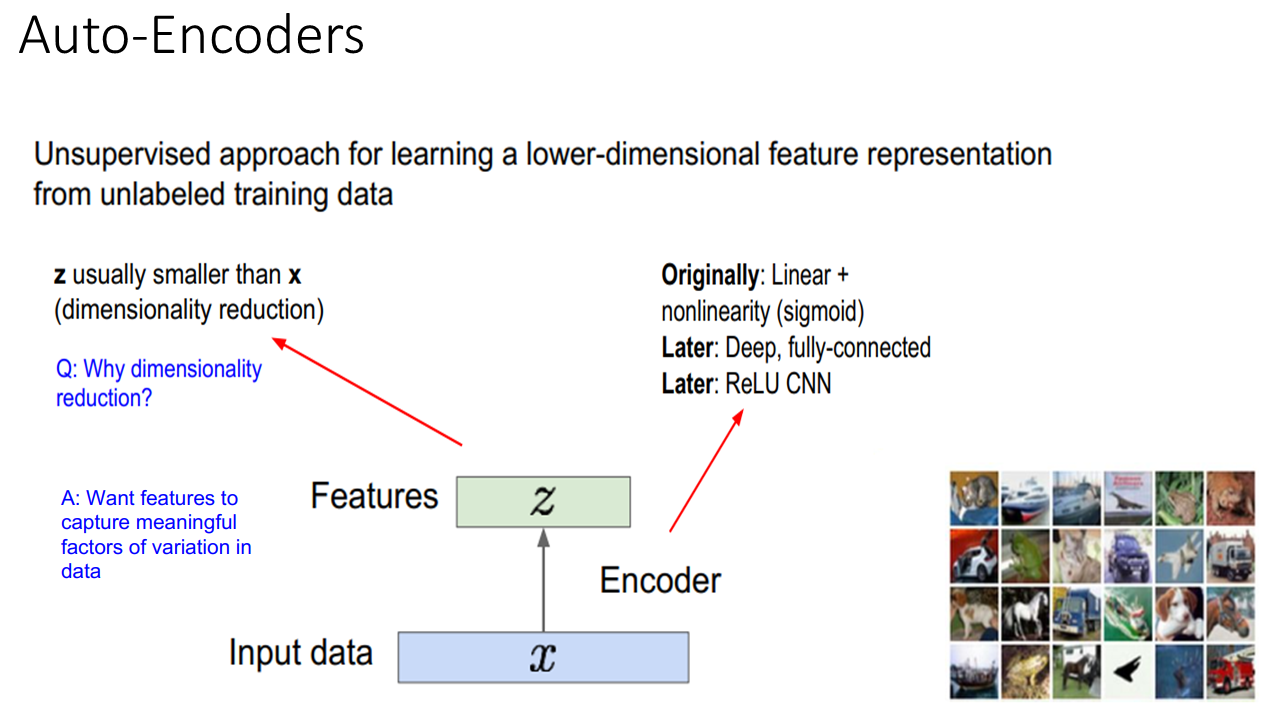 Auto-Encoders
Unsupervised approach for learning a lower-dimensional feature representation
from unlabeled training data
z usually smaller than x
(dimensionality reduction)
Q: Why dimensionality
reduction?
A: Want features to
capture meaningful
factors of variation in
data
Originally: Linear +
nonlinearity (sigmoid)
Later: Deep, fully-connected
Later: ReLU CNN
Features
z
Encoder
Input data
x